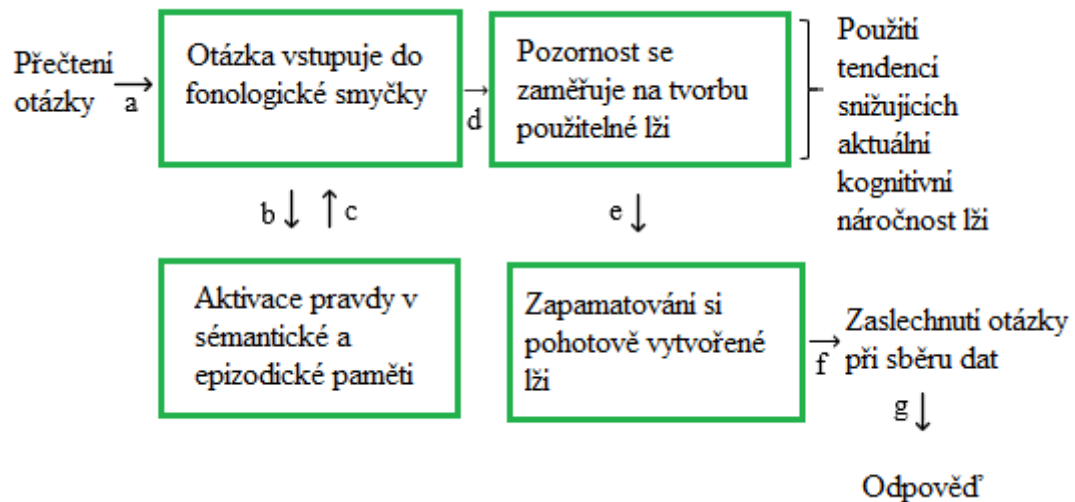 Přečtení
otázky
a
Otázka vstupuje do
fonologické smyčky
d
Pozornost se
zaměřuje na tvorbu
použitelné lži
Použití
tendencí
snižujících
aktuální
kognitivní
náročnost lži
b
c
e
Aktivace pravdy v
sémantické a
epizodické paměti
Zapamatování si
pohotově vytvořené
lži
f
Zaslechnutí otázky
při sběru dat
g
Odpověď